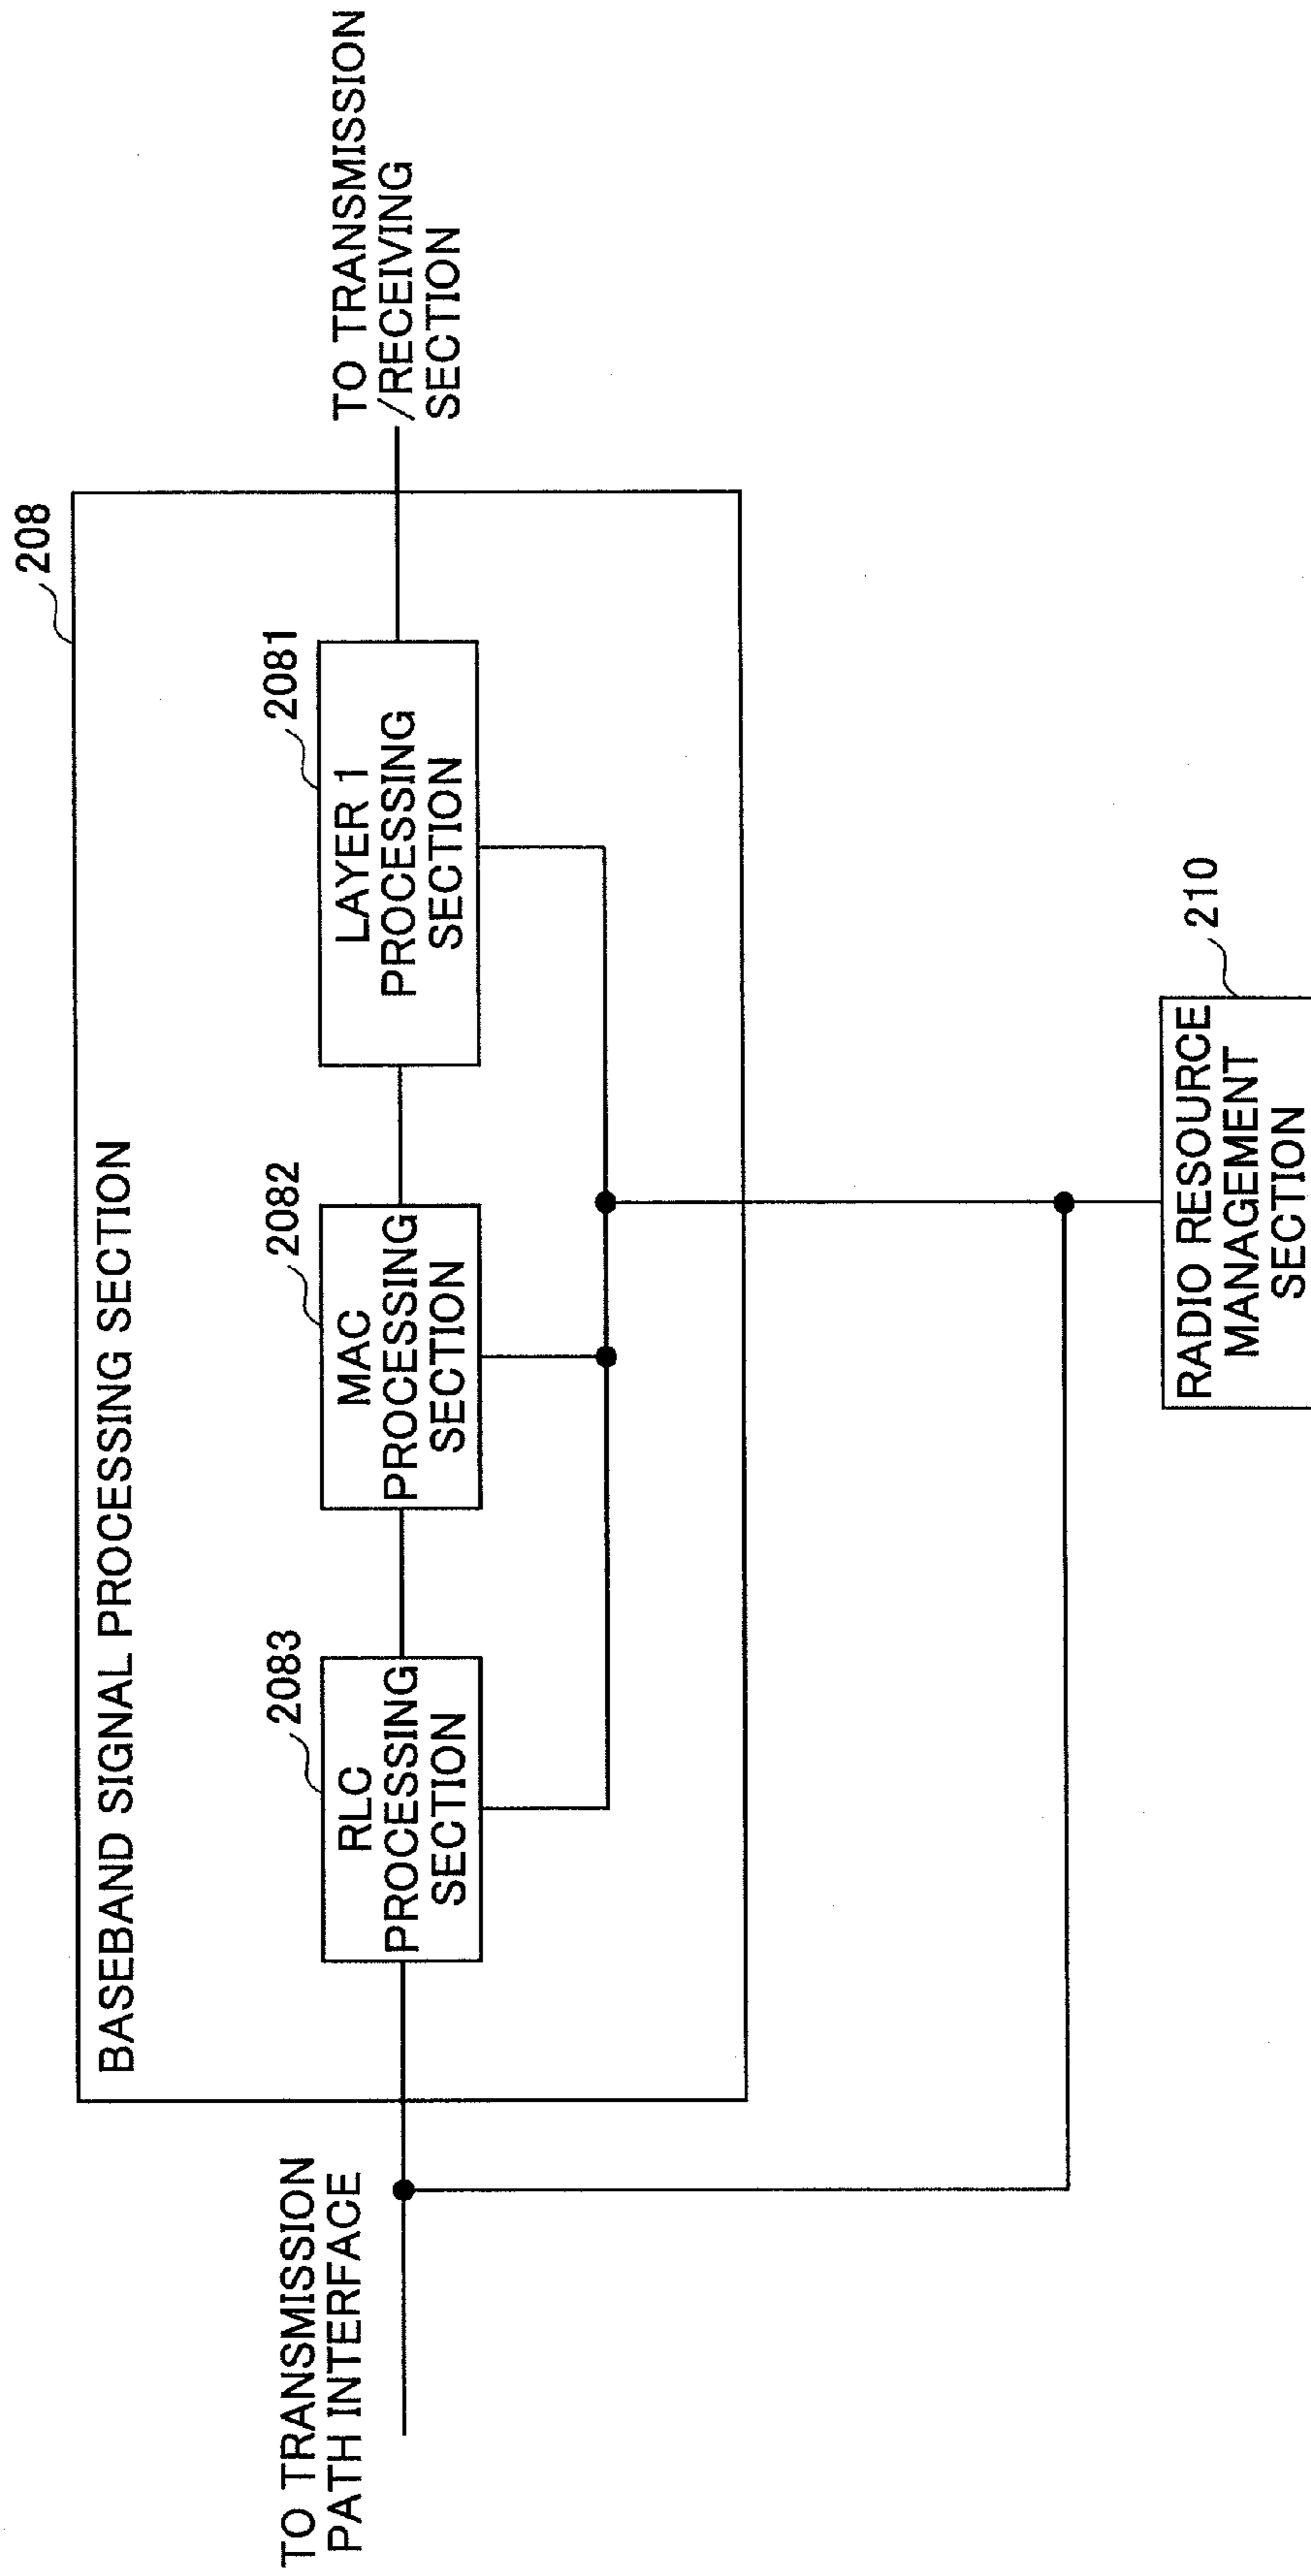 208
BASEBAND SIGNAL PROCESSING SECTION
TO TRANSMISSION
PATH INTERFACE
2083
RLC
PROCESSING
SECTION
2082
MAC
PROCESSING
SECTION
2081
LAYER 1
PROCESSING
SECTION
TO TRANSMISSION
/RECEIVING
SECTION
210
RADIO RESOURCE
MANAGEMENT
SECTION